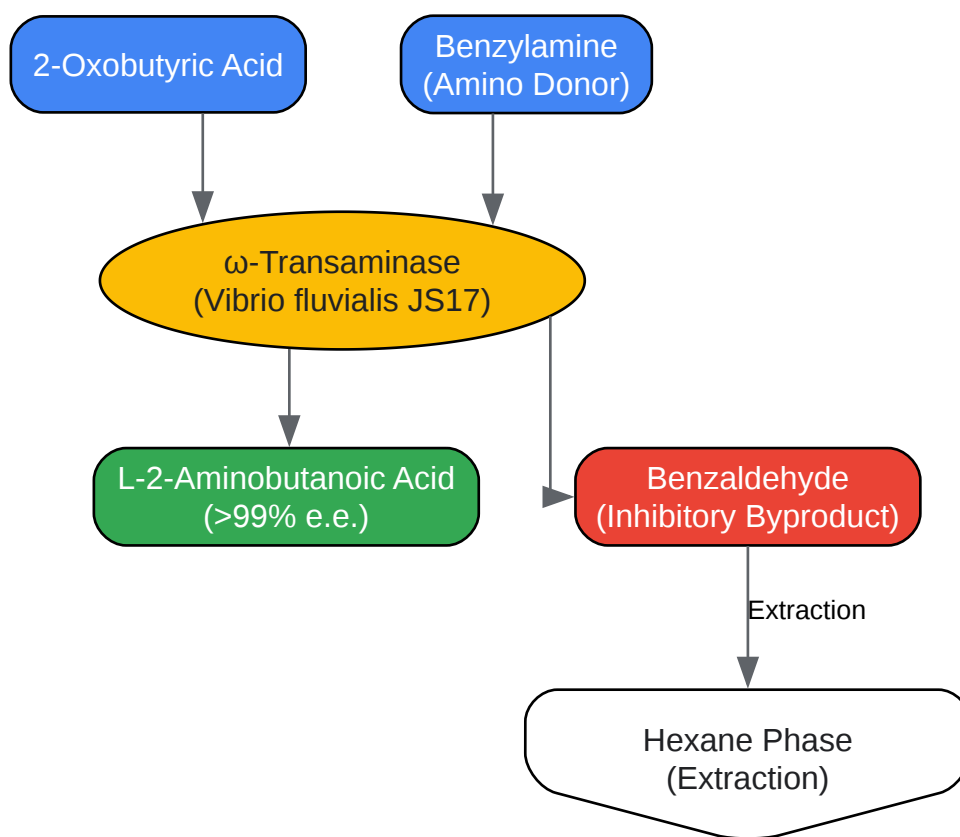 2-Oxobutyric Acid
Benzylamine
(Amino Donor)
ω-Transaminase
(Vibrio fluvialis JS17)
L-2-Aminobutanoic Acid
(>99% e.e.)
Benzaldehyde
(Inhibitory Byproduct)
Extraction
Hexane Phase
(Extraction)